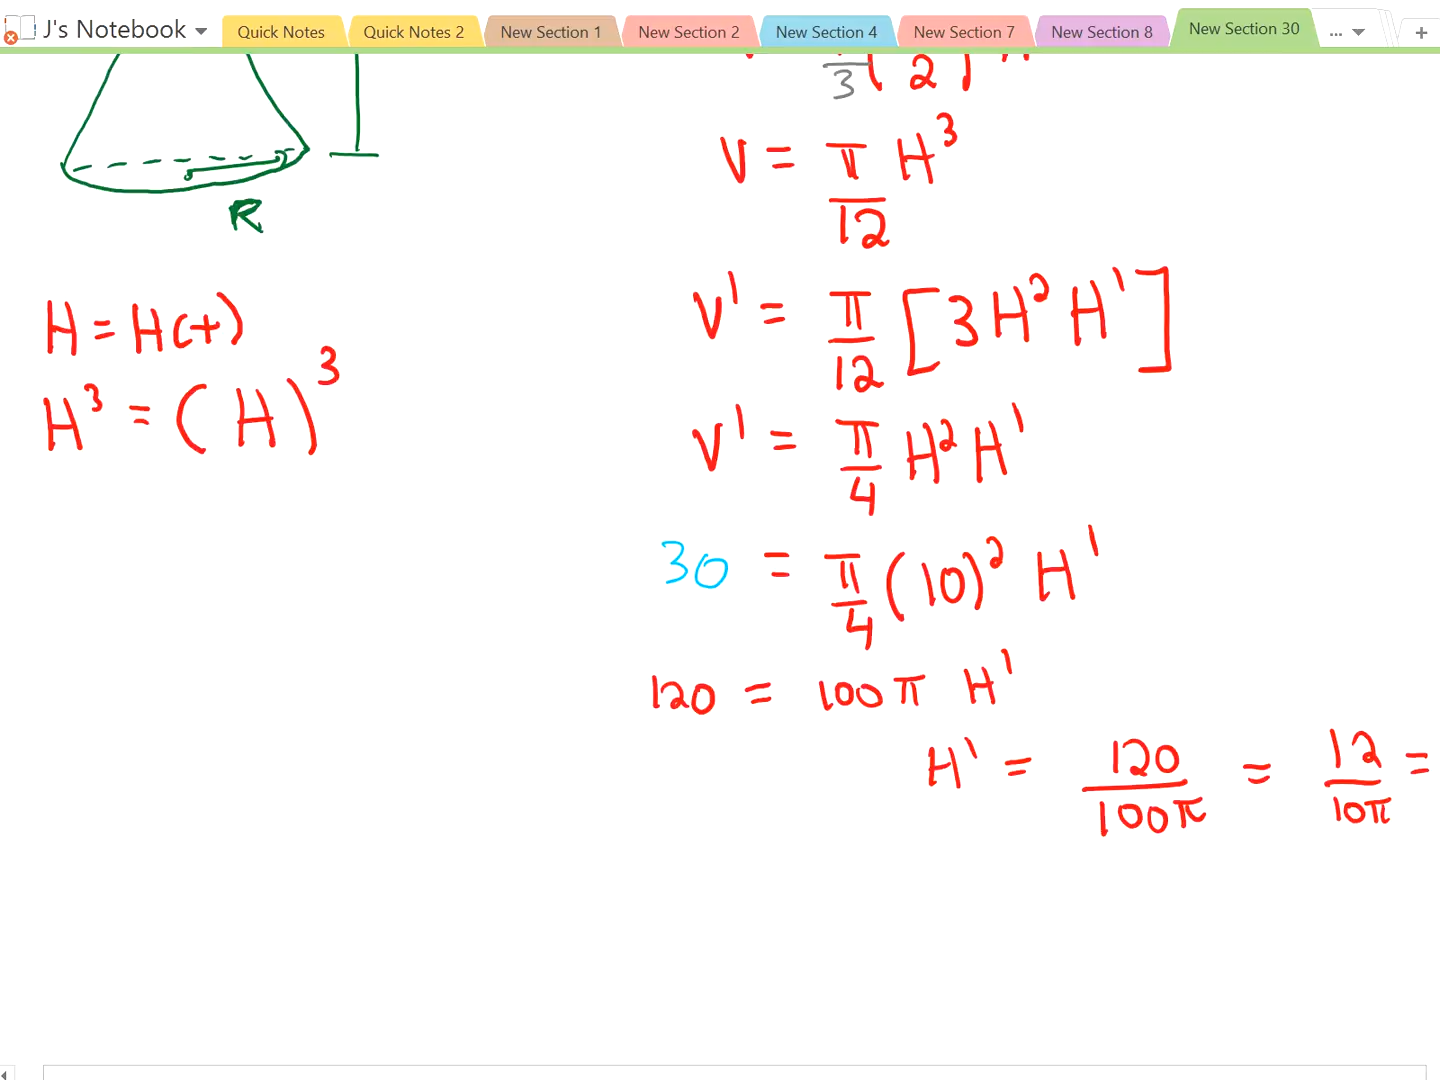 J's Notebook Quick Notes Quick Notes 2 New Section 1 New Section 2 New Section 4 New Section 7 New Section 8 New Section 30 ... +
3 ( 2 )
V = π/12 H³
R
H = H(t)
H³ = (H)³
V' = π/12 [3H²H']
V' = π/4 H²H'
30 = π/4 (10)² H'
120 = 100π H'
H' = 120/100π = 12/10π =